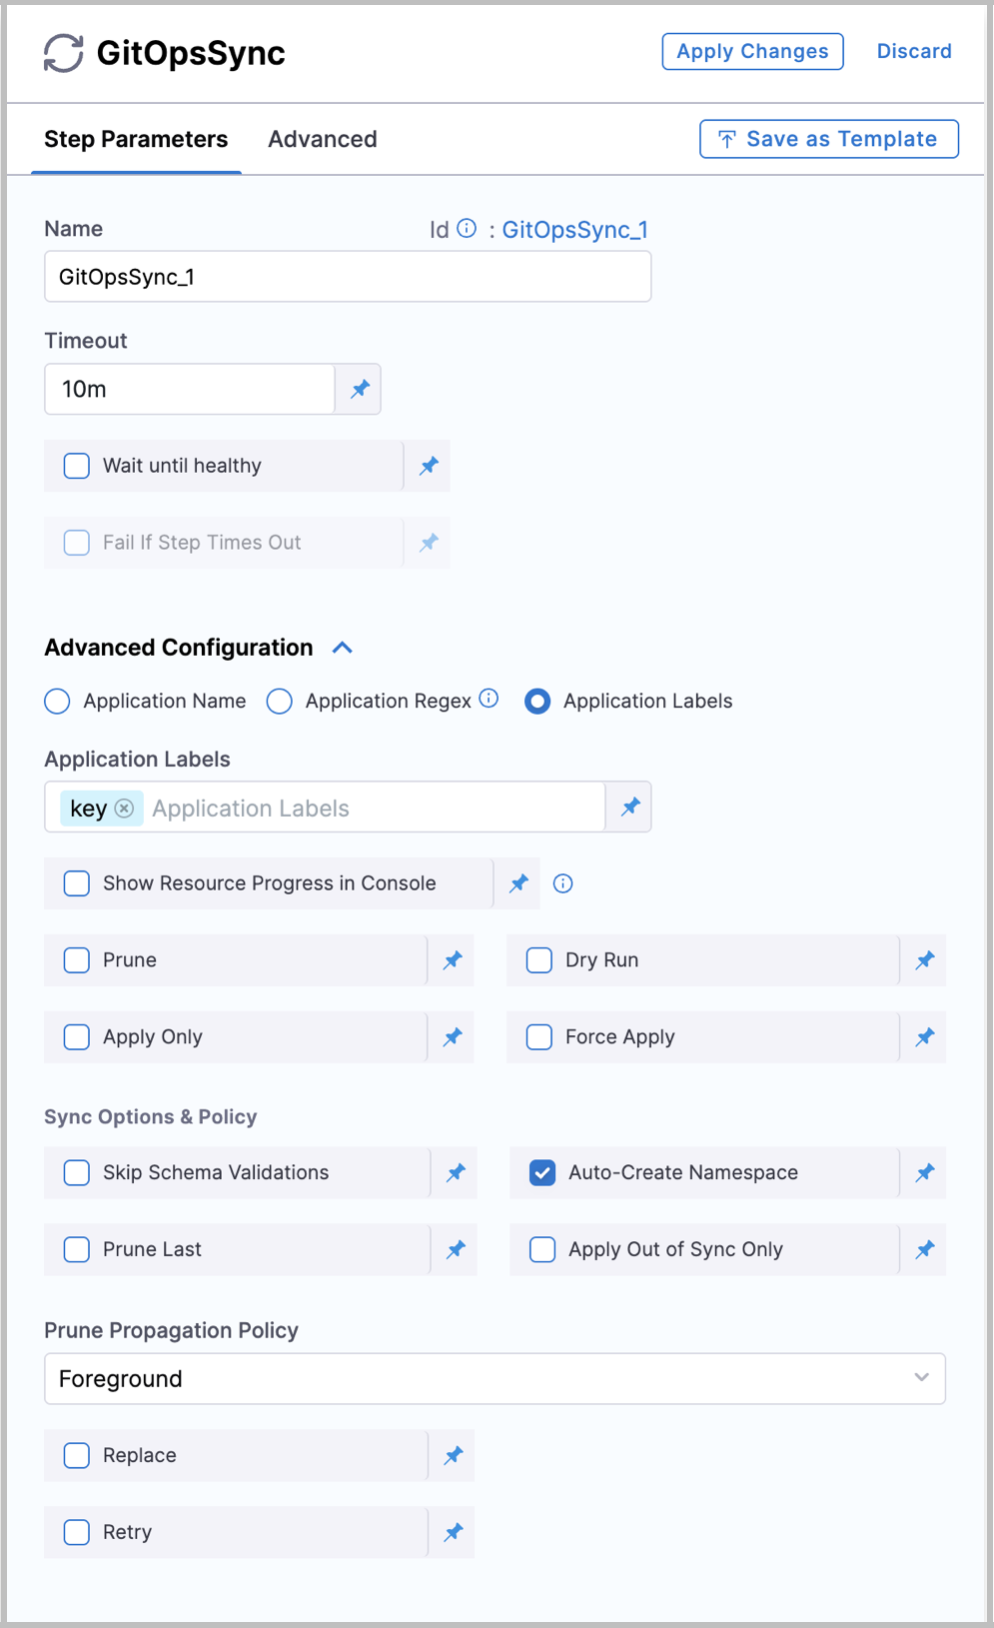 GitOpsSync
Apply Changes
Discard
Step Parameters
Advanced
Save as Template
Name
Id : GitOpsSync_1
GitOpsSync_1
Timeout
10m
Wait until healthy
Fail If Step Times Out
Advanced Configuration
Application Name
Application Regex
Application Labels
Application Labels
key Application Labels
Show Resource Progress in Console
Prune
Dry Run
Apply Only
Force Apply
Sync Options & Policy
Skip Schema Validations
Auto-Create Namespace
Prune Last
Apply Out of Sync Only
Prune Propagation Policy
Foreground
Replace
Retry